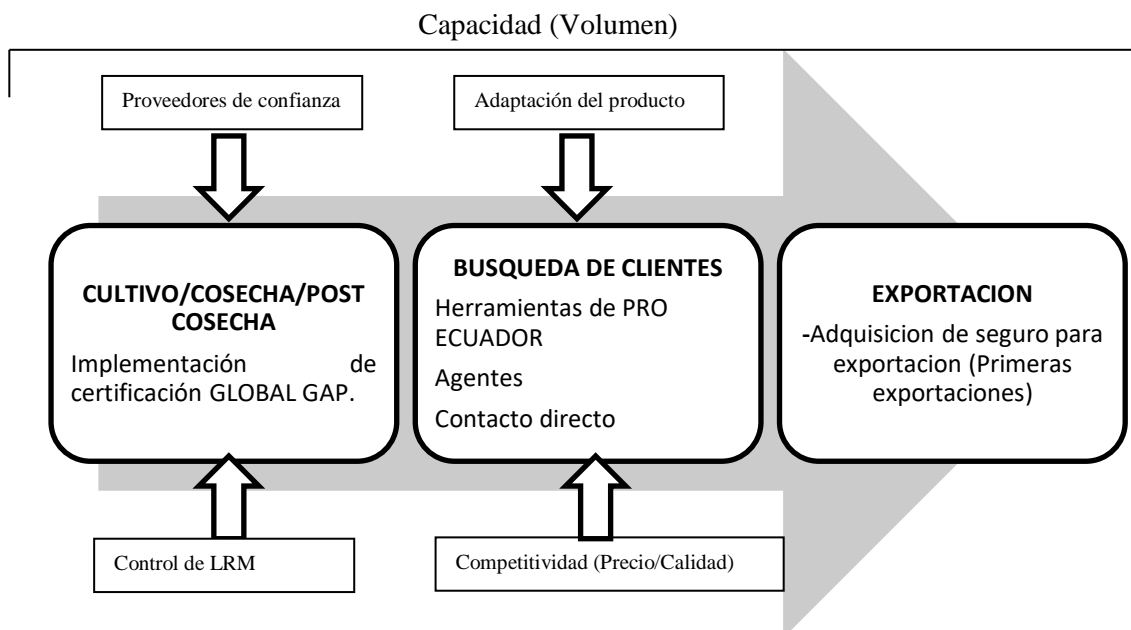 Capacidad (Volumen)
Proveedores de confianza
Adaptación del producto
CULTIVO/COSECHA/POST
COSECHA
Implementación de
certificación GLOBAL GAP.
BUSQUEDA DE CLIENTES
Herramientas de PRO
ECUADOR
Agentes
Contacto directo
EXPORTACION
-Adquisicion de seguro para
exportacion (Primeras
exportaciones)
Control de LRM
Competitividad (Precio/Calidad)